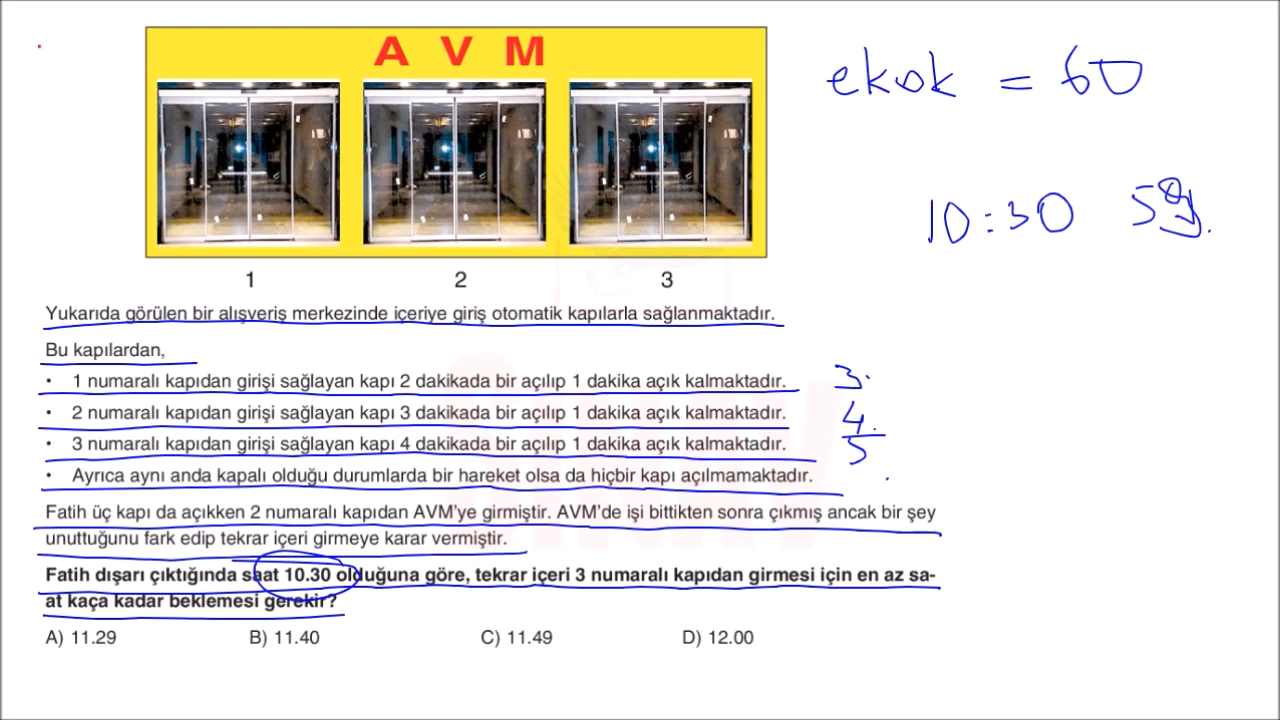 A V M
ekok = 60
10:30 59
1 2 3
Yukarıda görülen bir alışveriş merkezinde içeriye giriş otomatik kapılarla sağlanmaktadır.
Bu kapılardan,
• 1 numaralı kapıdan girişi sağlayan kapı 2 dakikada bir açılıp 1 dakika açık kalmaktadır. 3.
• 2 numaralı kapıdan girişi sağlayan kapı 3 dakikada bir açılıp 1 dakika açık kalmaktadır. 4.
• 3 numaralı kapıdan girişi sağlayan kapı 4 dakikada bir açılıp 1 dakika açık kalmaktadır. 5
• Ayrıca aynı anda kapalı olduğu durumlarda bir hareket olsa da hiçbir kapı açılmamaktadır.
Fatih üç kapı da açıkken 2 numaralı kapıdan AVM'ye girmiştir. AVM'de işi bittikten sonra çıkmış ancak bir şey
unuttuğunu fark edip tekrar içeri girmeye karar vermiştir.
Fatih dışarı çıktığında saat 10.30 olduğuna göre, tekrar içeri 3 numaralı kapıdan girmesi için en az sa-
at kaça kadar beklemesi gerekir?
A) 11.29 B) 11.40 C) 11.49 D) 12.00